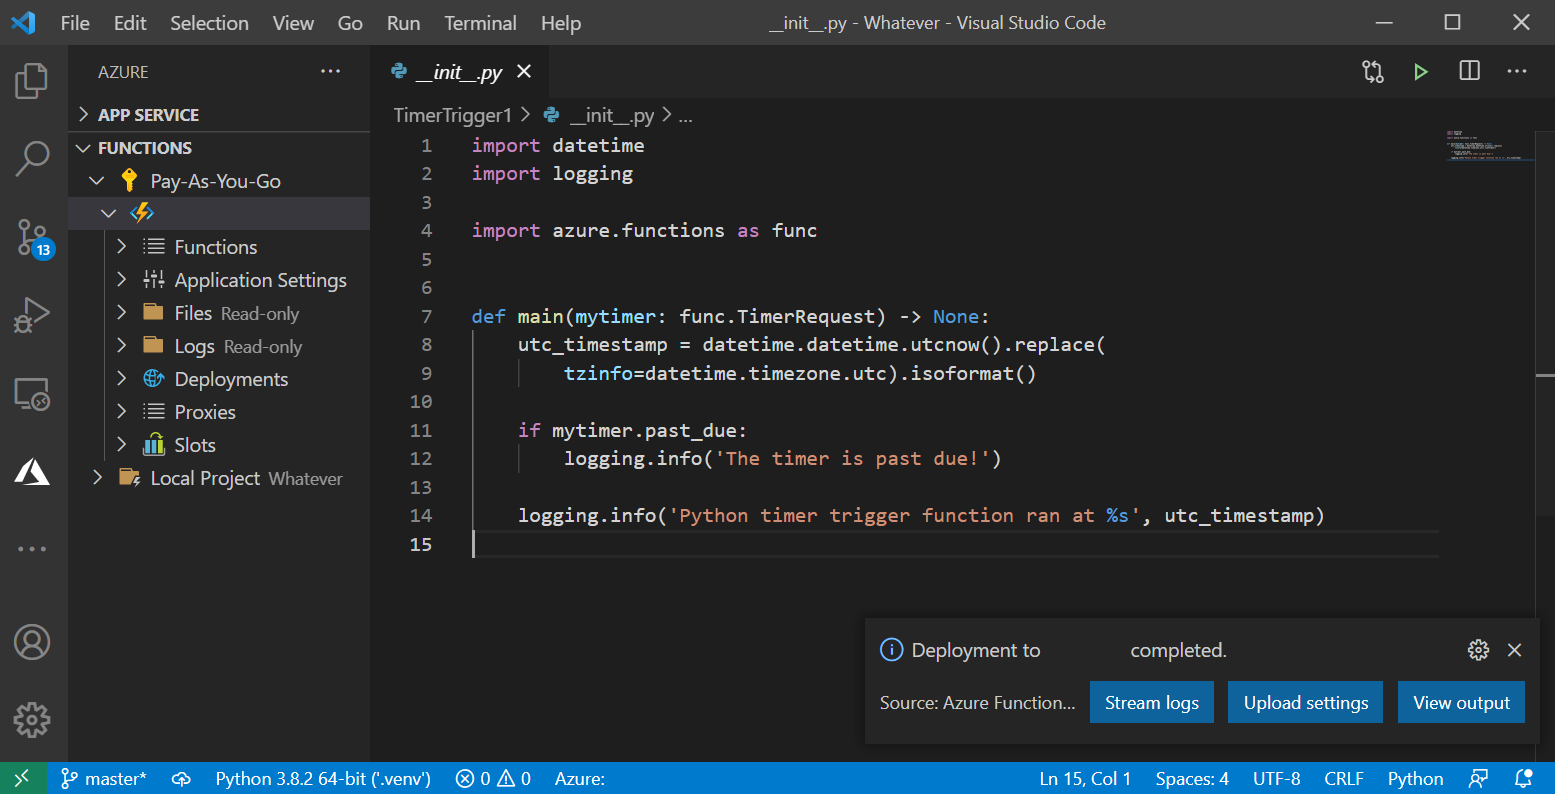 File Edit Selection View Go Run Terminal Help __init__.py - Whatever - Visual Studio Code
AZURE
__init__.py
APP SERVICE
TimerTrigger1 > __init__.py > ...
FUNCTIONS
Pay-As-You-Go
Functions
Application Settings
Files Read-only
Logs Read-only
Deployments
Proxies
Slots
Local Project Whatever
13
1 import datetime
2 import logging
3
4 import azure.functions as func
5
6
7 def main(mytimer: func.TimerRequest) -> None:
8     utc_timestamp = datetime.datetime.utcnow().replace(
9         tzinfo=datetime.timezone.utc).isoformat()
10
11     if mytimer.past_due:
12         logging.info('The timer is past due!')
13
14     logging.info('Python timer trigger function ran at %s', utc_timestamp)
15
Deployment to completed.
Source: Azure Function... Stream logs Upload settings View output
master* Python 3.8.2 64-bit ('.venv') 0 0 Azure: Ln 15, Col 1 Spaces: 4 UTF-8 CRLF Python